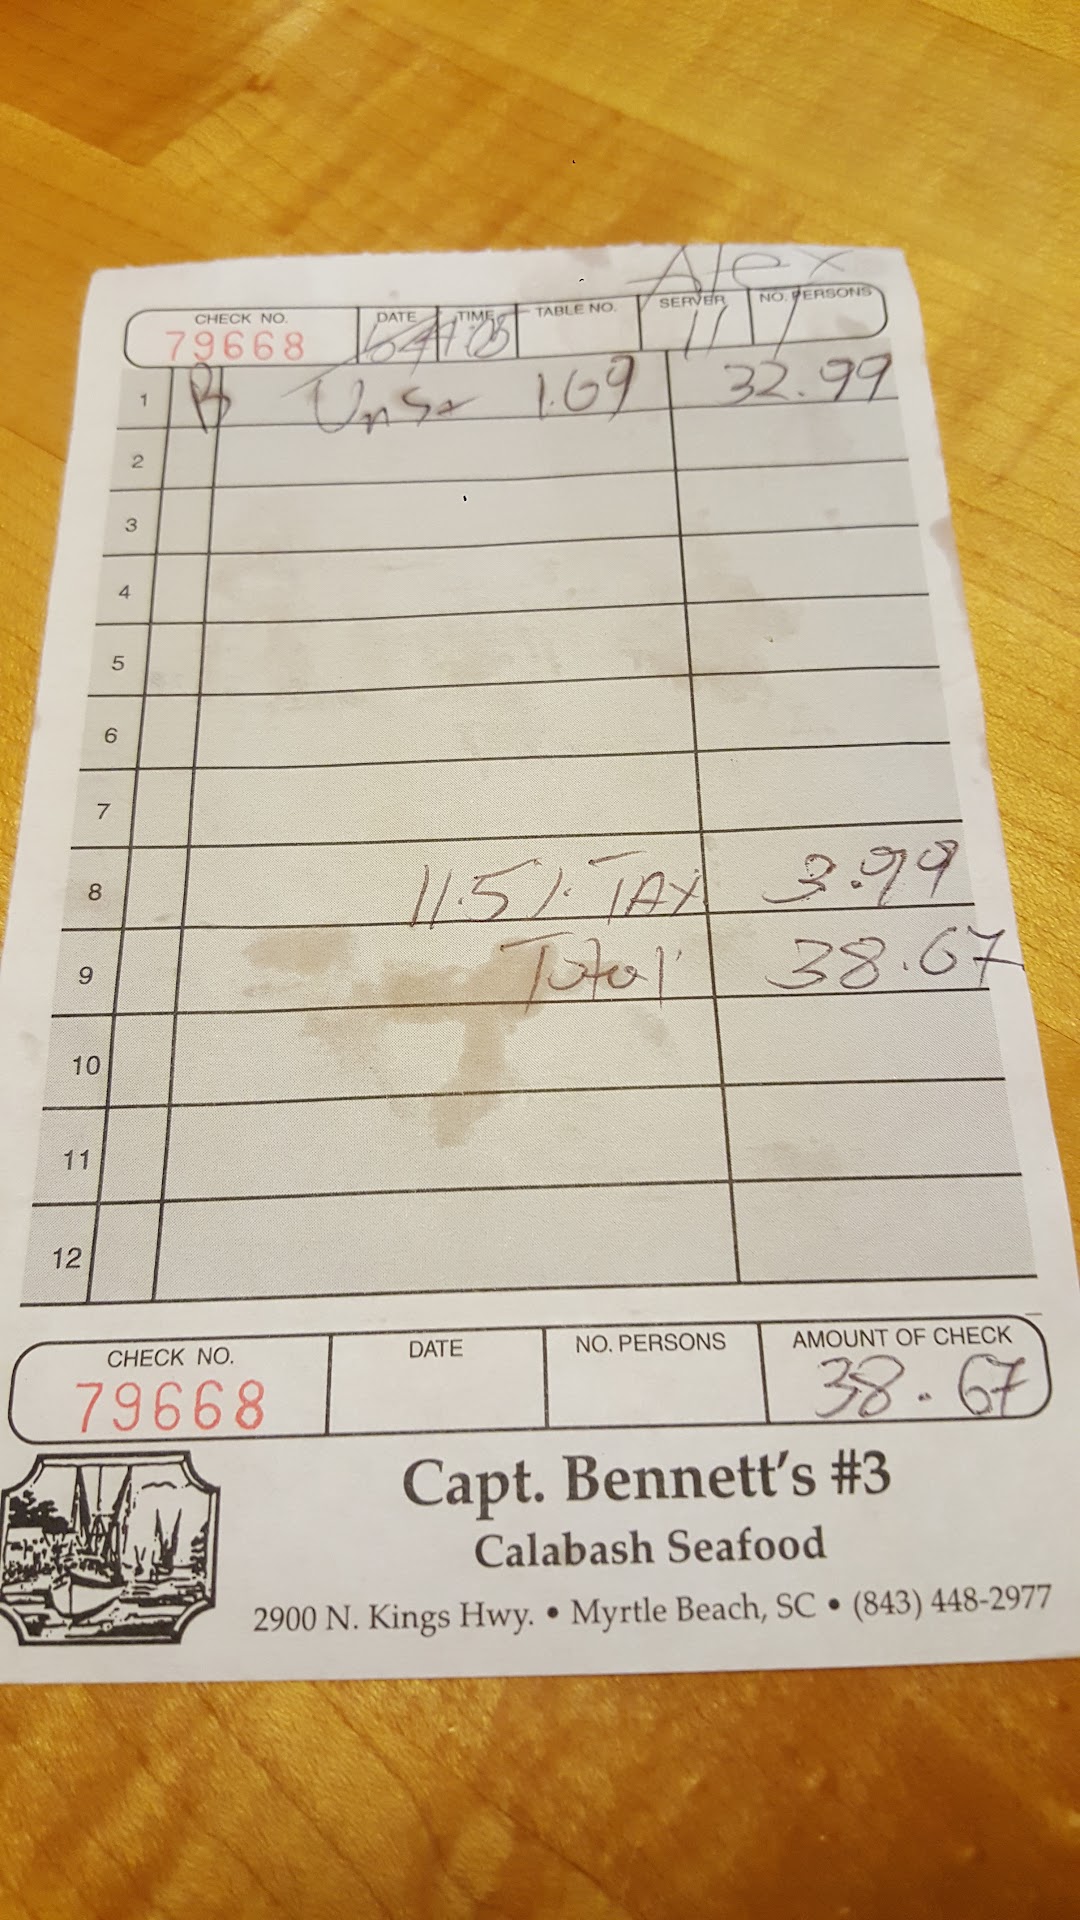 Alex
CHECK NO. DATE TIME TABLE NO. SERVER NO. PERSONS
79668 11 1
1 B UnSt 1.69 32.99
2
3
4
5
6
7
8 11.5%. TAX 3.99
9 Total 38.67
10
11
12
CHECK NO. DATE NO. PERSONS AMOUNT OF CHECK
79668 38.67
Capt. Bennett's #3
Calabash Seafood
2900 N. Kings Hwy. • Myrtle Beach, SC • (843) 448-2977